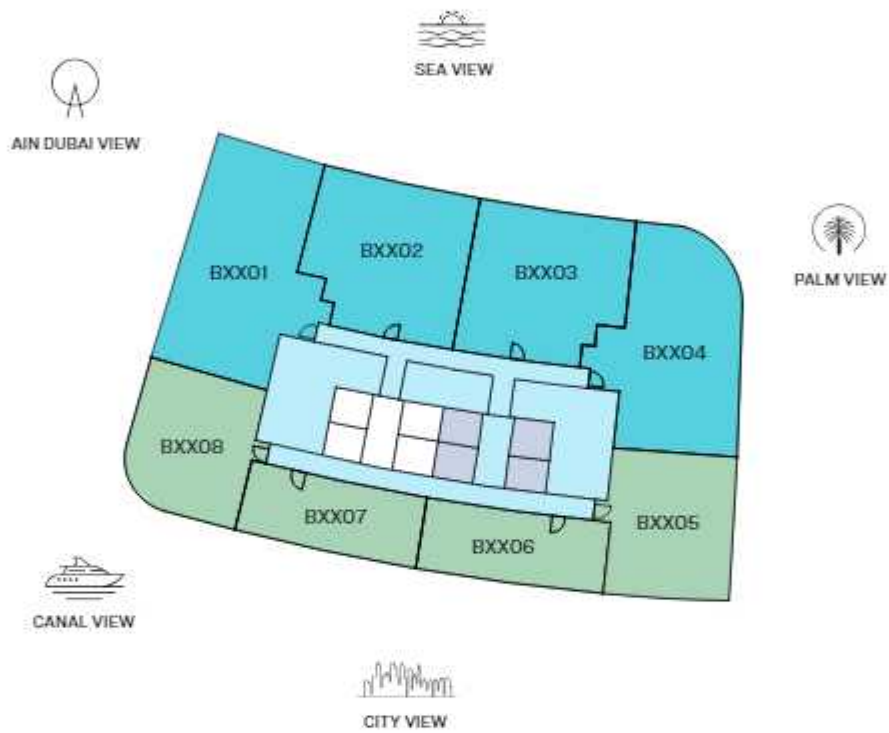 SEA VIEW
AIN DUBAI VIEW
PALM VIEW
BXX01
BXX02
BXX03
BXX04
BXX08
BXX07
BXX06
BXX05
CANAL VIEW
CITY VIEW